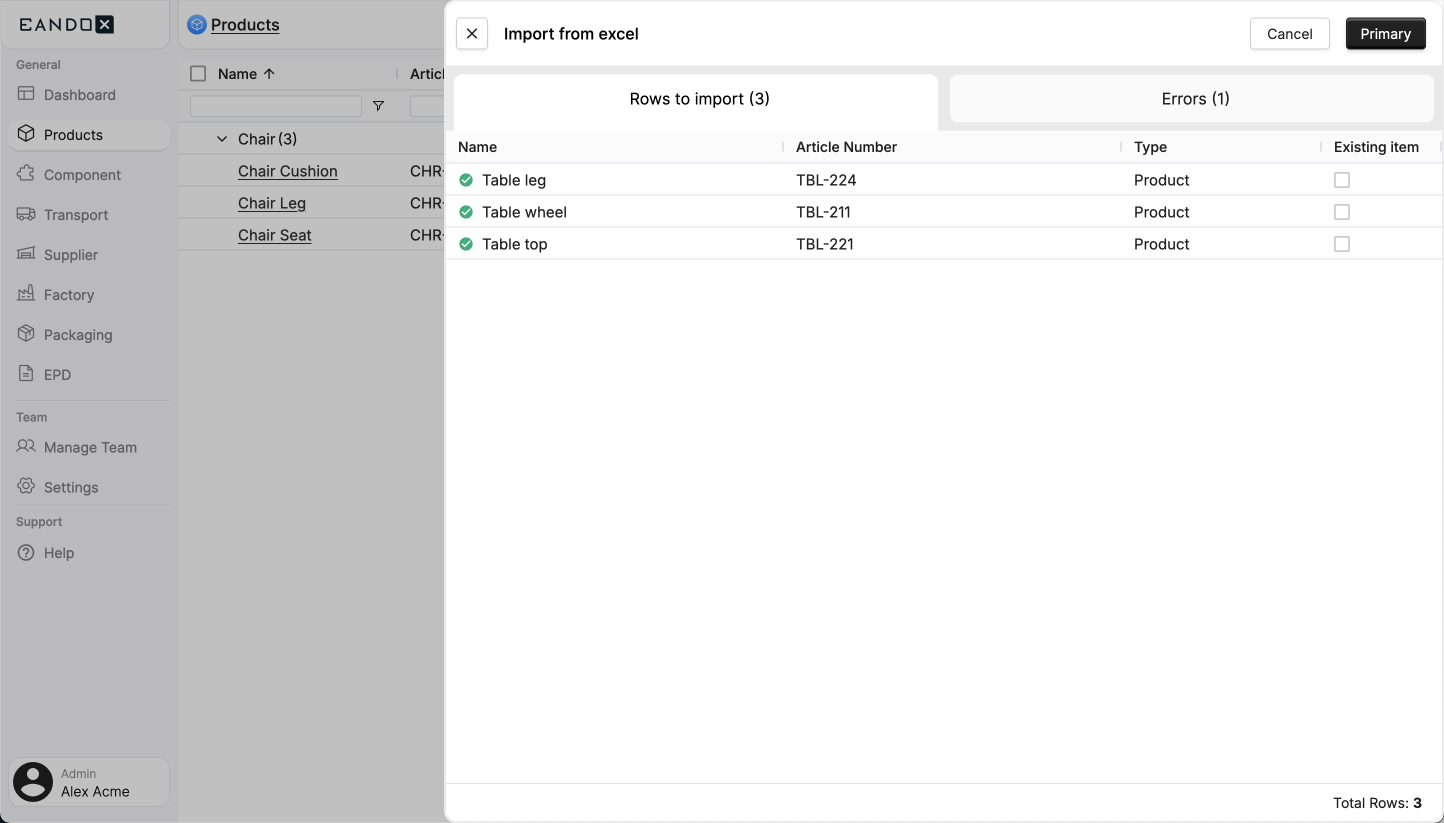 EANDOX
General
Dashboard
Products
Component
Transport
Supplier
Factory
Packaging
EPD
Team
Manage Team
Settings
Support
Help
Admin
Alex Acme
Products
Name
Chair (3)
Chair Cushion CHR-
Chair Leg CHR-
Chair Seat CHR-
Import from excel
Cancel
Primary
Rows to import (3)
Errors (1)
Name Article Number Type Existing item
Table leg TBL-224 Product
Table wheel TBL-211 Product
Table top TBL-221 Product
Total Rows: 3